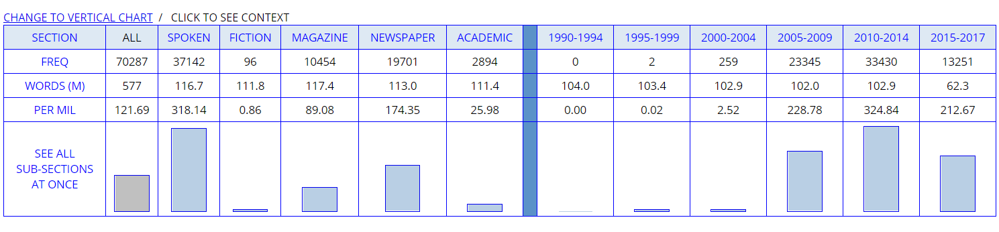 CHANGE TO VERTICAL CHART / CLICK TO SEE CONTEXT
SECTION ALL SPOKEN FICTION MAGAZINE NEWSPAPER ACADEMIC 1990-1994 1995-1999 2000-2004 2005-2009 2010-2014 2015-2017
FREQ 70287 37142 96 10454 19701 2894 0 2 259 23345 33430 13251
WORDS (M) 577 116.7 111.8 117.4 113.0 111.4 104.0 103.4 102.9 102.0 102.9 62.3
PER MIL 121.69 318.14 0.86 89.08 174.35 25.98 0.00 0.02 2.52 228.78 324.84 212.67
SEE ALL
SUB-SECTIONS
AT ONCE